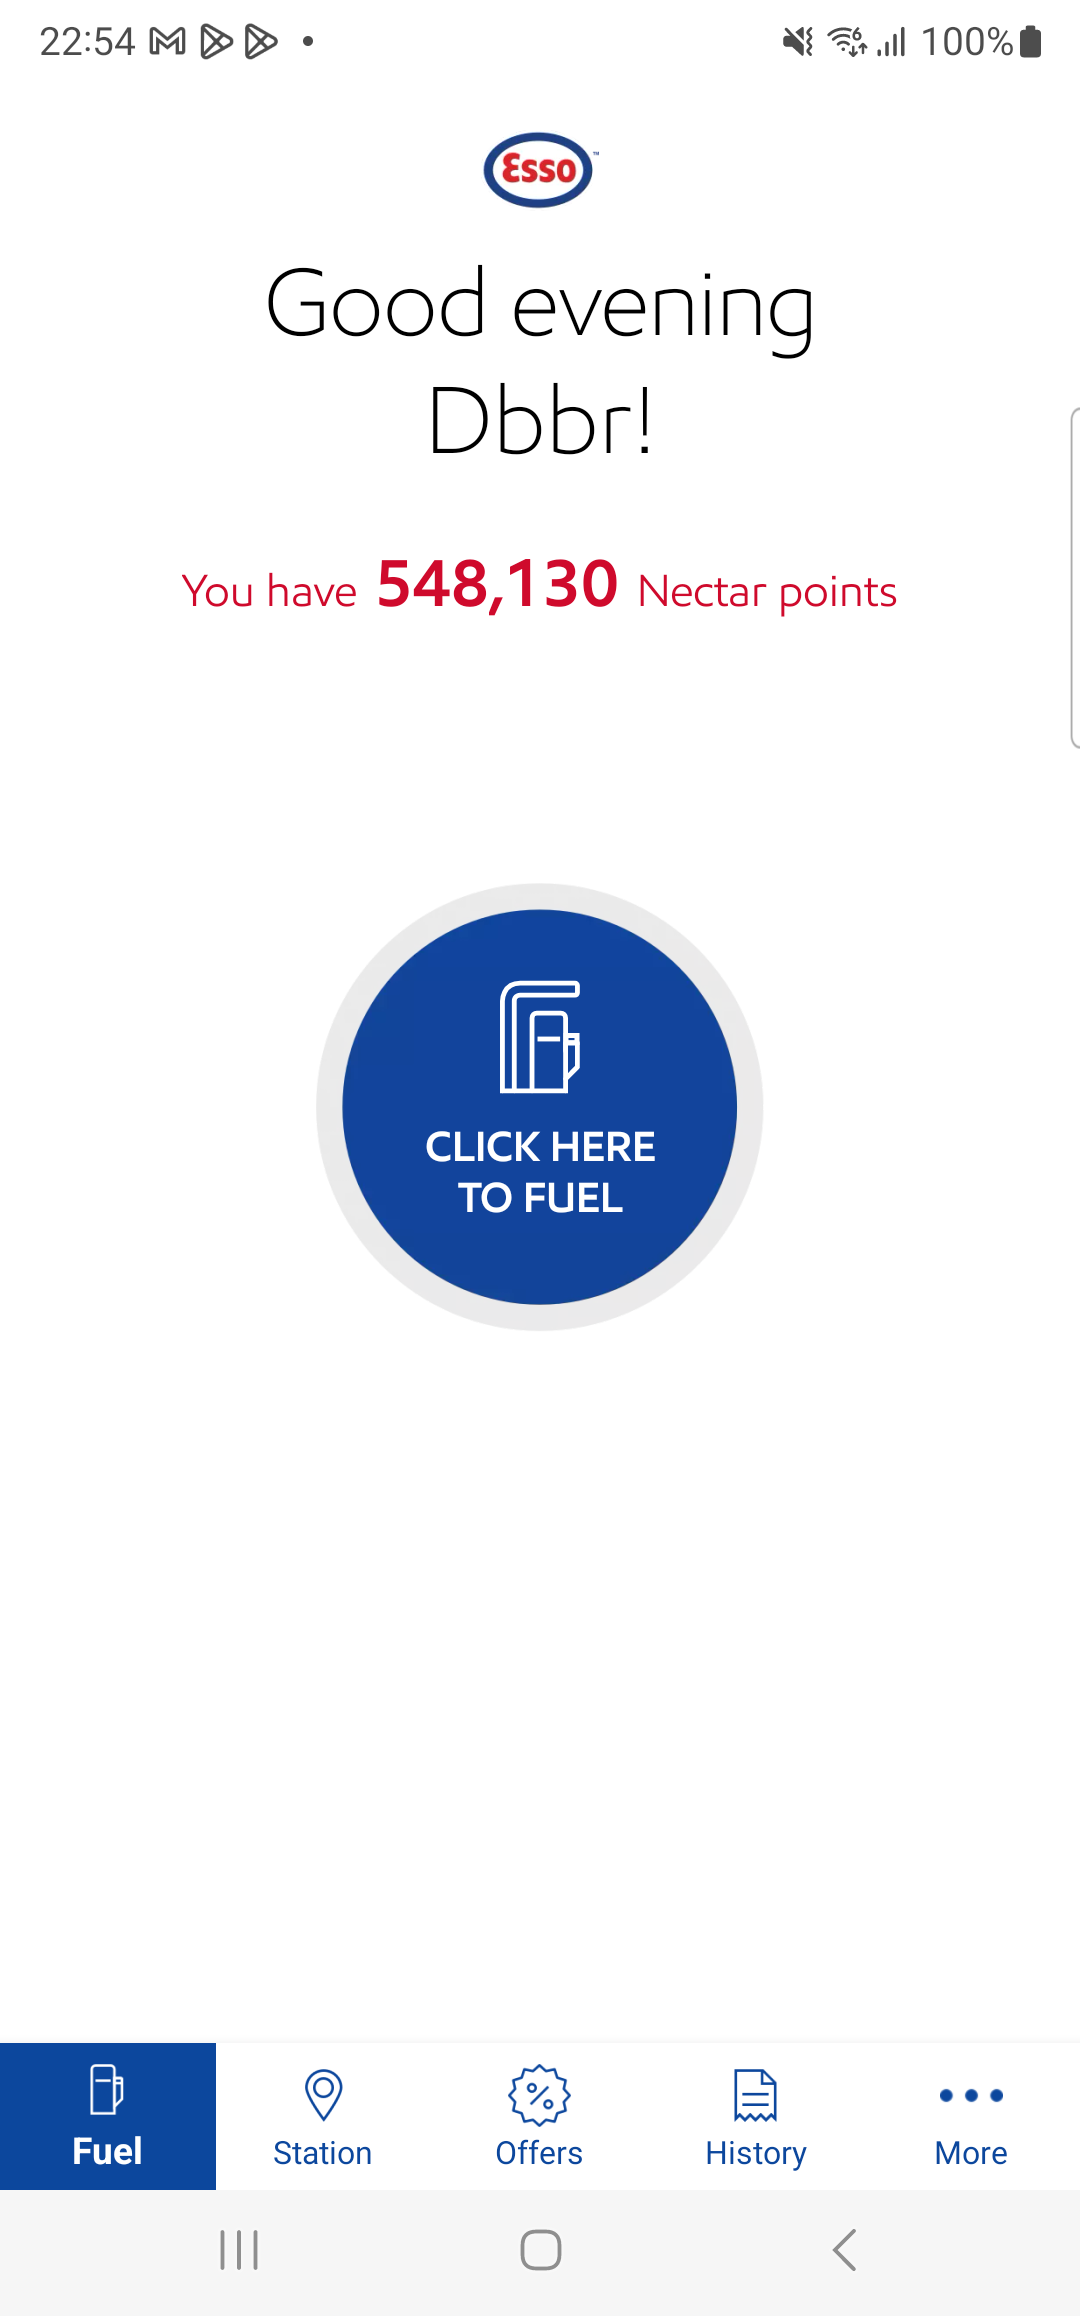 22:54
100%
Esso
Good evening
Dbbr!
You have 548,130 Nectar points
CLICK HERE
TO FUEL
Fuel
Station
Offers
History
More